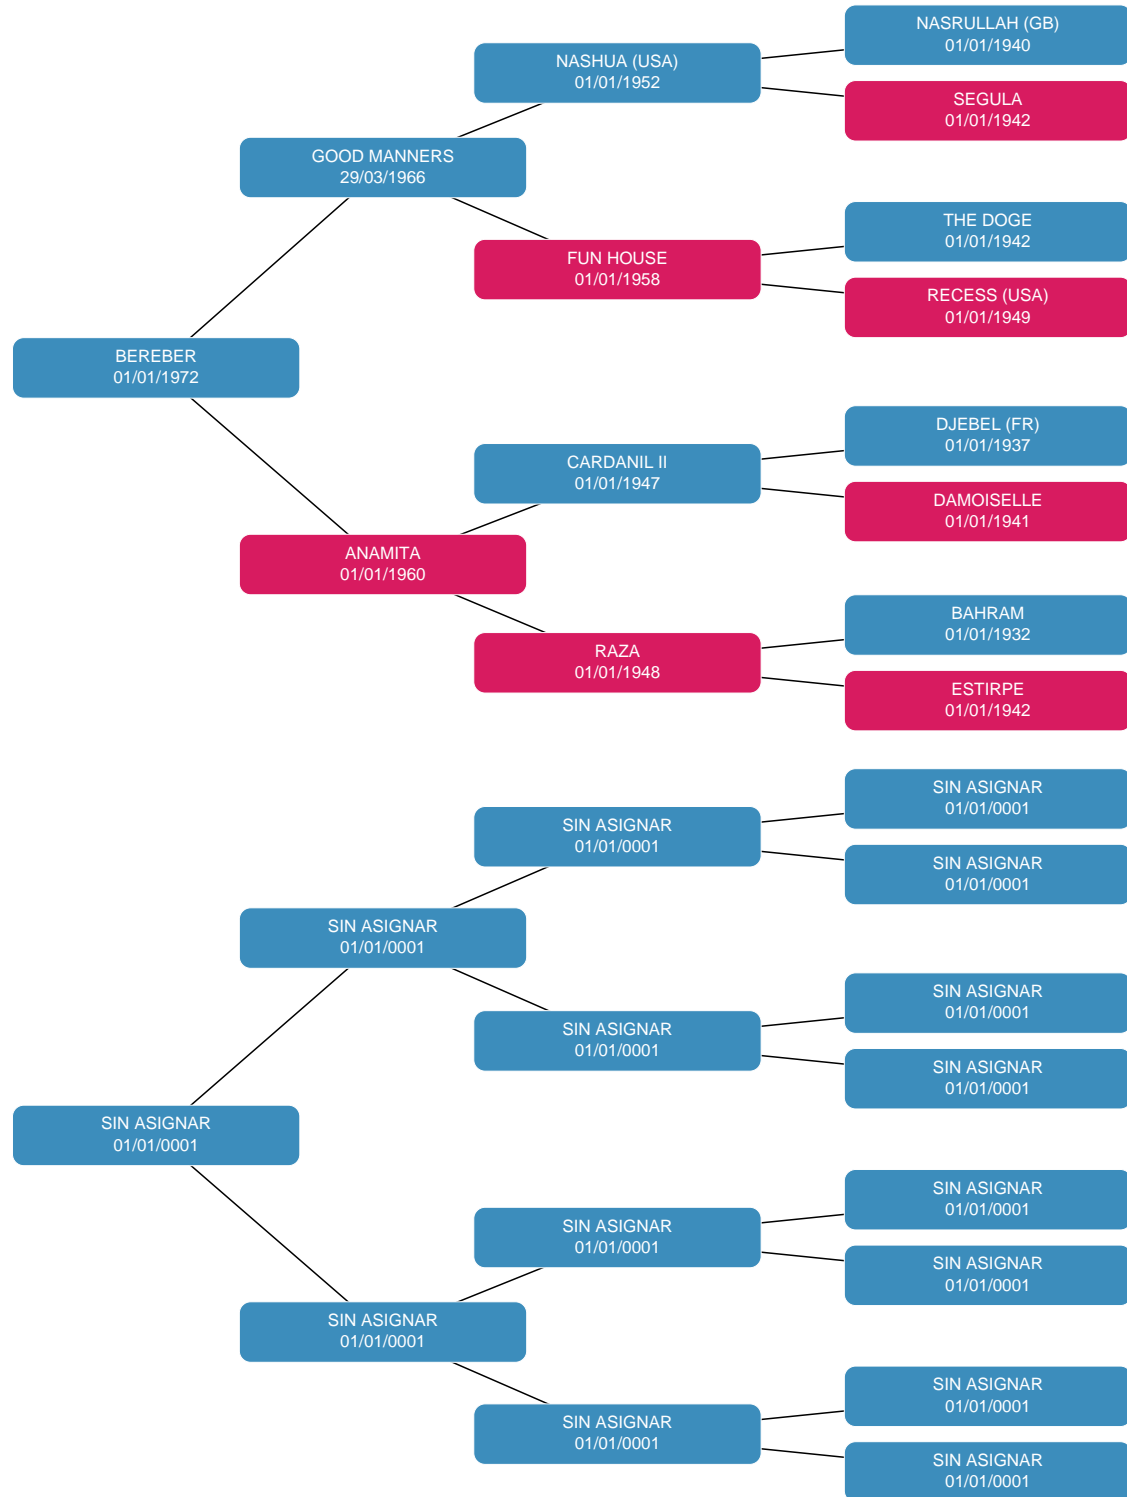 NASRULLAH (GB)
01/01/1940
NASHUA (USA)
01/01/1952
SEGULA
01/01/1942
GOOD MANNERS
29/03/1966
THE DOGE
01/01/1942
FUN HOUSE
01/01/1958
RECESS (USA)
01/01/1949
BEREBER
01/01/1972
DJEBEL (FR)
01/01/1937
CARDANIL II
01/01/1947
DAMOISELLE
01/01/1941
ANAMITA
01/01/1960
BAHRAM
01/01/1932
RAZA
01/01/1948
ESTIRPE
01/01/1942
SIN ASIGNAR
01/01/0001
SIN ASIGNAR
01/01/0001
SIN ASIGNAR
01/01/0001
SIN ASIGNAR
01/01/0001
SIN ASIGNAR
01/01/0001
SIN ASIGNAR
01/01/0001
SIN ASIGNAR
01/01/0001
SIN ASIGNAR
01/01/0001
SIN ASIGNAR
01/01/0001
SIN ASIGNAR
01/01/0001
SIN ASIGNAR
01/01/0001
SIN ASIGNAR
01/01/0001
SIN ASIGNAR
01/01/0001
SIN ASIGNAR
01/01/0001
SIN ASIGNAR
01/01/0001